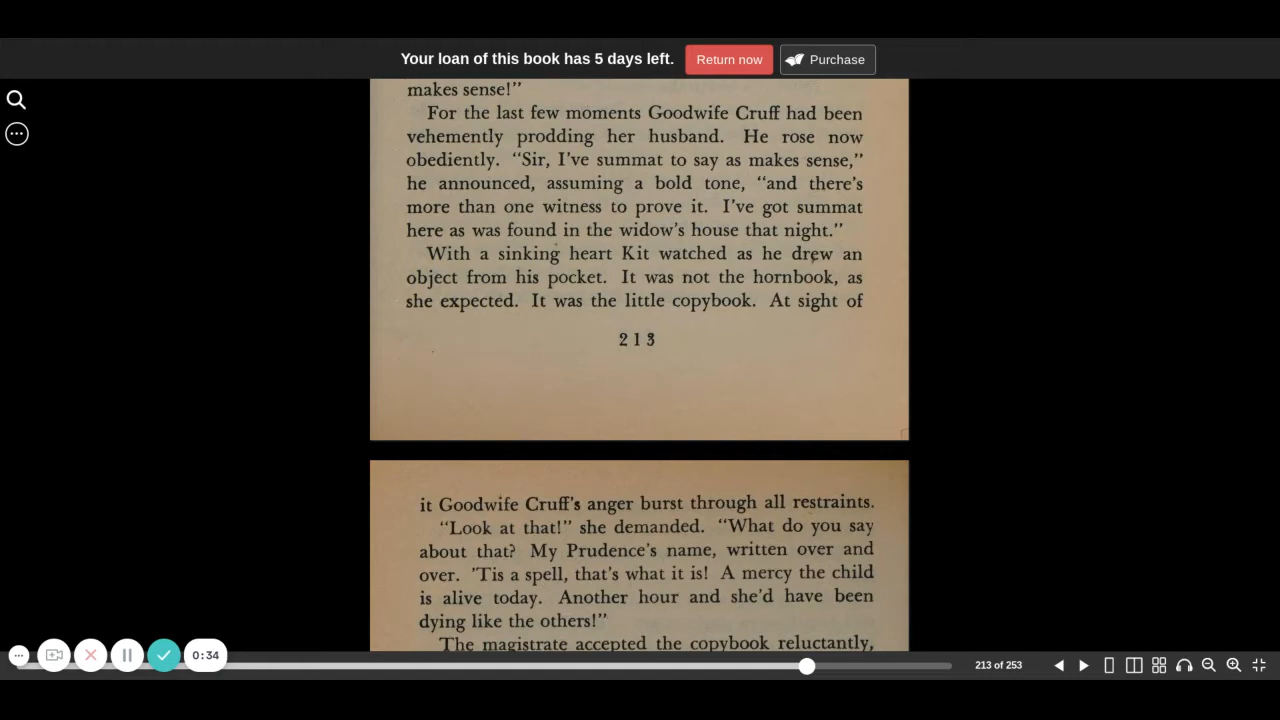 Your loan of this book has 5 days left. Return now Purchase
makes sense!”
For the last few moments Goodwife Cruff had been
vehemently prodding her husband. He rose now
obediently. “Sir, I’ve summat to say as makes sense,”
he announced, assuming a bold tone, “and there’s
more than one witness to prove it. I’ve got summat
here as was found in the widow’s house that night.”
With a sinking heart Kit watched as he drew an
object from his pocket. It was not the hornbook, as
she expected. It was the little copybook. At sight of
213
it Goodwife Cruff’s anger burst through all restraints.
“Look at that!” she demanded. “What do you say
about that? My Prudence’s name, written over and
over. ’Tis a spell, that’s what it is! A mercy the child
is alive today. Another hour and she’d have been
dying like the others!”
The magistrate accepted the copybook reluctantly,
0:34
213 of 253